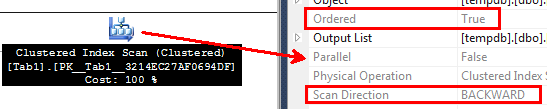 Clustered Index Scan (Clustered)
[Tab1].[PK__Tab1__3214EC27AF0694DF]
Cost: 100 %
Object [tempdb].[dbo].
Ordered True
Output List [tempdb].[dbo].
Parallel False
Physical Operation Clustered Index S
Scan Direction BACKWARD